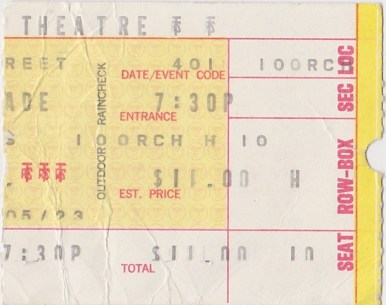 THEATRE
REET 401 100RCH
DATE/EVENT CODE
ADE 7:30P
ENTRANCE
100RCH H 10
$11.00 H
EST. PRICE
05/23
7:30P $11.00 10
TOTAL
OUTDOOR RAINCHECK
SEAT ROW-BOX SEC LOC